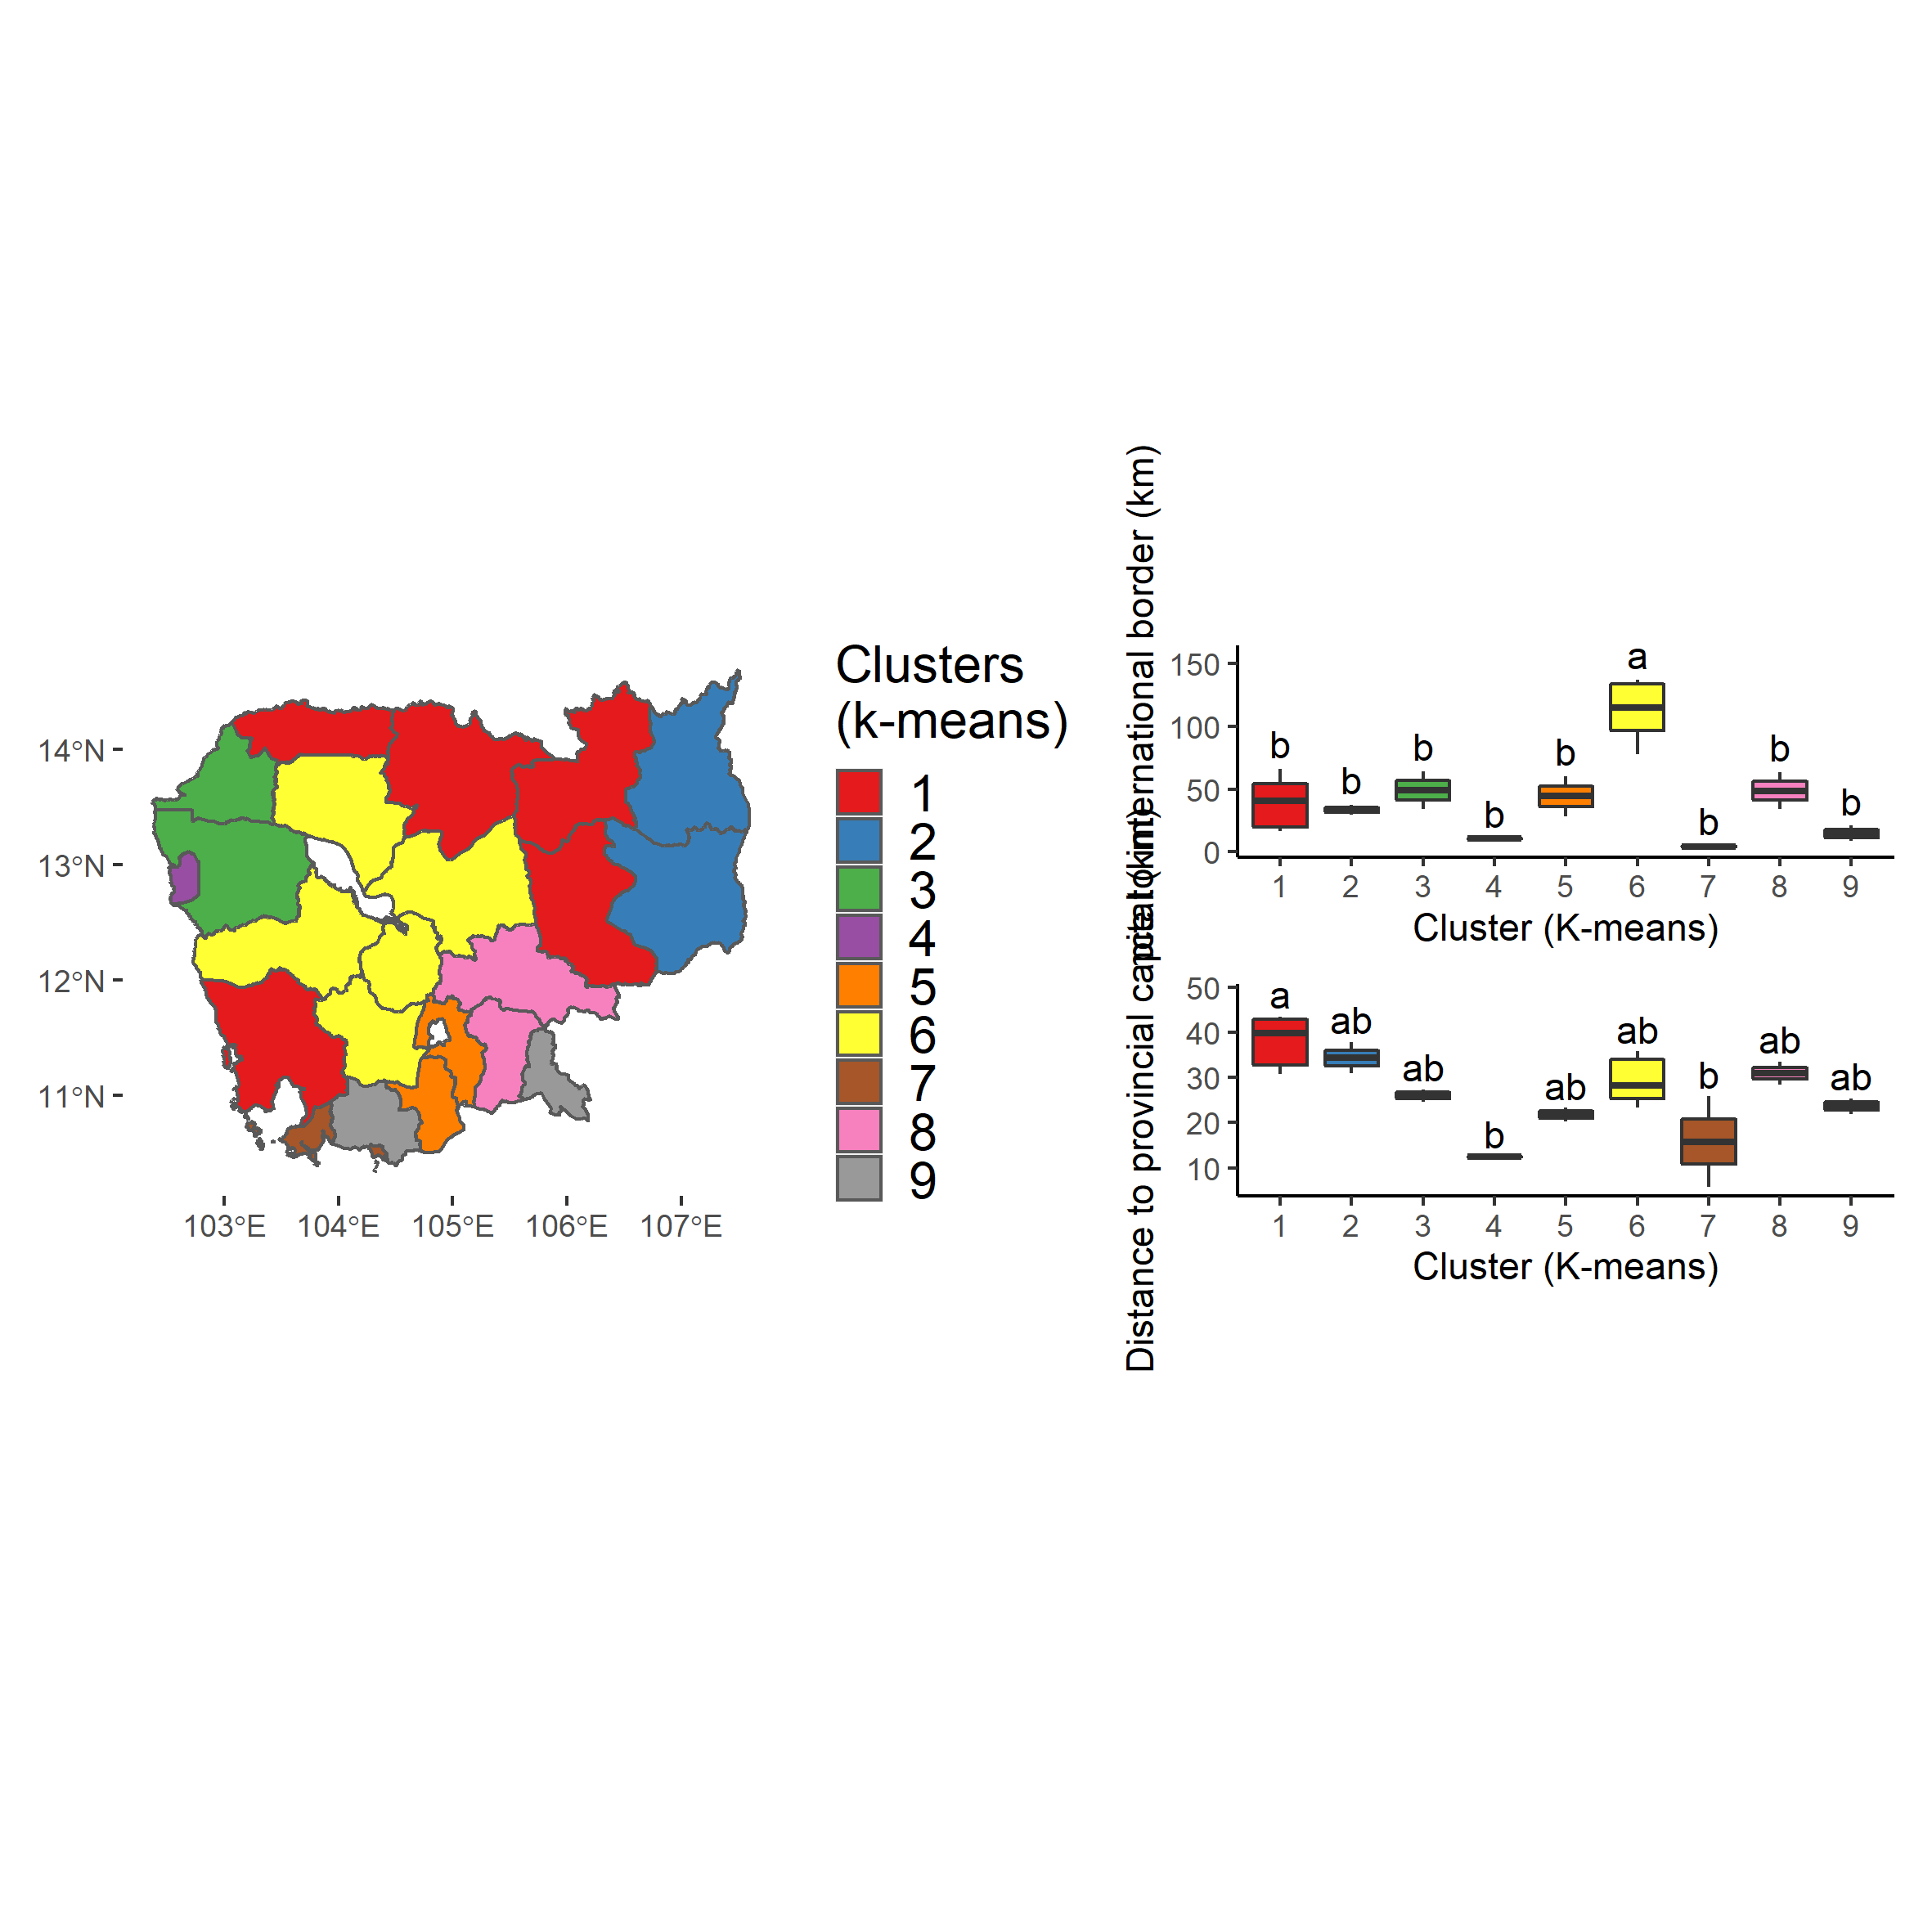 14°N
13°N
12°N
11°N
103°E
104°E
105°E
106°E
107°E
Clusters
(k-means)
1
2
3
4
5
6
7
8
9
international border (km)
150
100
50
0
b
b
b
b
b
a
b
b
b
1
2
3
4
5
6
7
8
9
Cluster (K-means)
Distance to provincial capital (km)
50
40
30
20
10
a
ab
ab
b
ab
ab
b
ab
ab
1
2
3
4
5
6
7
8
9
Cluster (K-means)